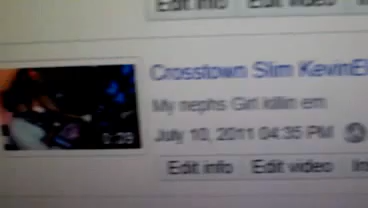 Edit info Edit video
Crosstown Slim KevinE
My nephs Girl killin em
0:39
July 10, 2011 04:35 PM
Edit info Edit video